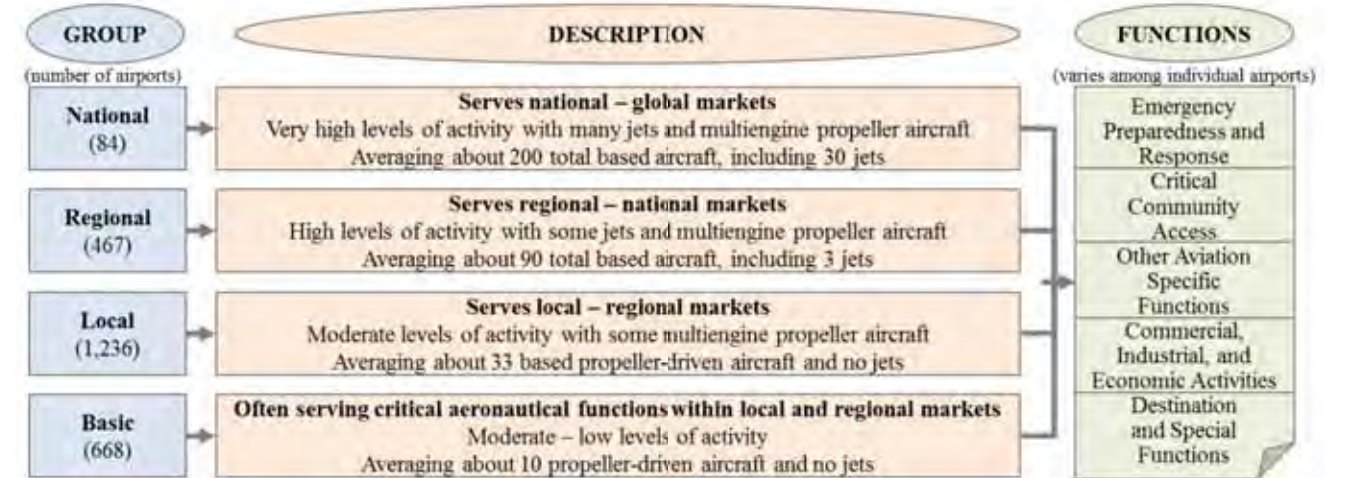 GROUP
DESCRIPTION
FUNCTIONS
(number of airports)
(varies among individual airports)
National
(84)
Serves national – global markets
Very high levels of activity with many jets and multiengine propeller aircraft
Averaging about 200 total based aircraft, including 30 jets
Regional
(467)
Serves regional – national markets
High levels of activity with some jets and multiengine propeller aircraft
Averaging about 90 total based aircraft, including 3 jets
Local
(1,236)
Serves local – regional markets
Moderate levels of activity with some multiengine propeller aircraft
Averaging about 33 based propeller-driven aircraft and no jets
Basic
(668)
Often serving critical aeronautical functions within local and regional markets
Moderate – low levels of activity
Averaging about 10 propeller-driven aircraft and no jets
Emergency
Preparedness and
Response
Critical
Community
Access
Other Aviation
Specific
Functions
Commercial,
Industrial, and
Economic Activities
Destination
and Special
Functions